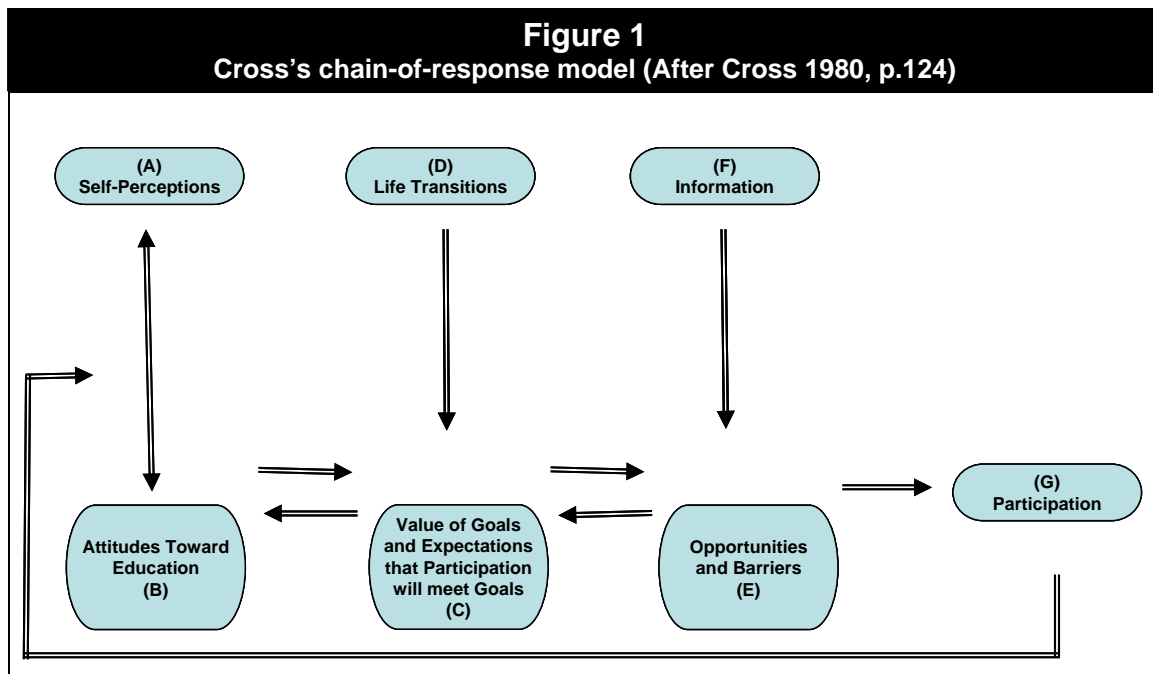 Figure 1
Cross's chain-of-response model (After Cross 1980, p.124)
(A)
Self-Perceptions
(D)
Life Transitions
(F)
Information
(G)
Participation
Attitudes Toward
Education
(B)
Value of Goals
and Expectations
that Participation
will meet Goals
(C)
Opportunities
and Barriers
(E)